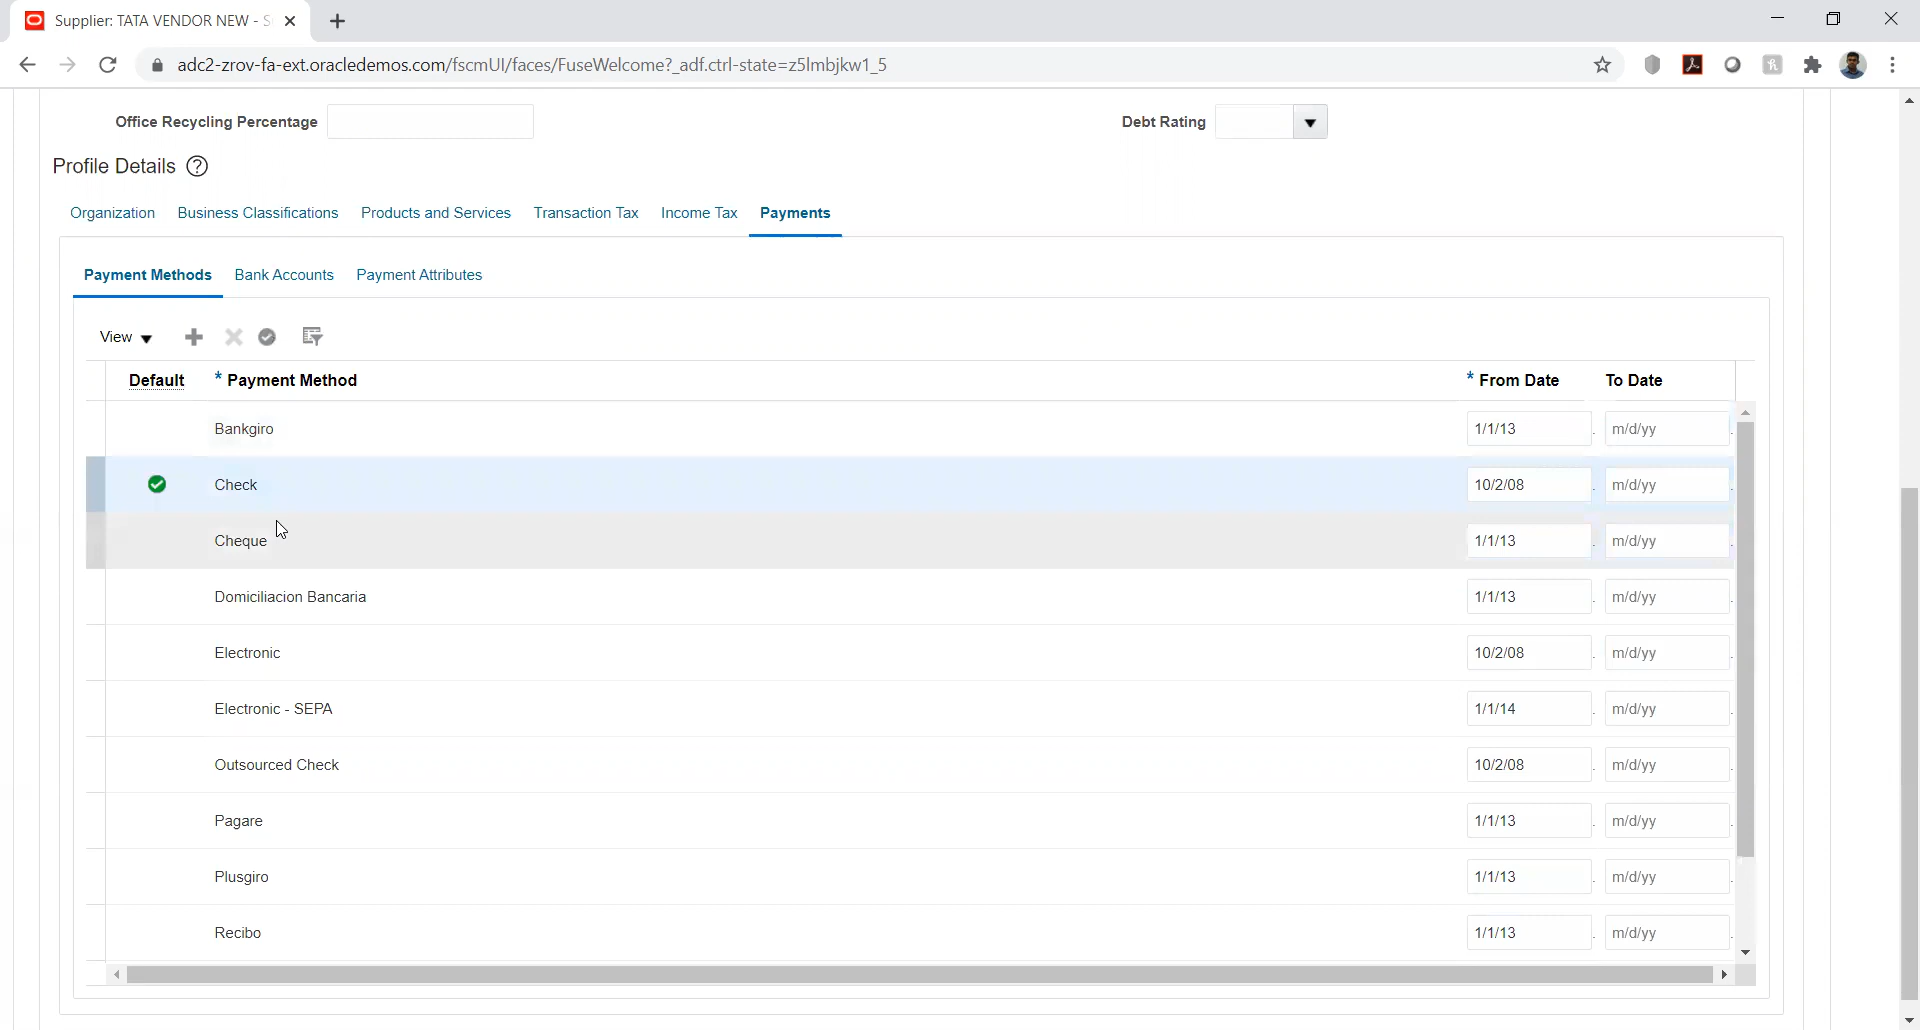 Supplier: TATA VENDOR NEW - S
adc2-zrov-fa-ext.oracledemos.com/fscmUI/faces/FuseWelcome?_adf.ctrl-state=z5lmbjkw1_5
Office Recycling Percentage
Debt Rating
Profile Details
Organization Business Classifications Products and Services Transaction Tax Income Tax Payments
Payment Methods Bank Accounts Payment Attributes
View
Default * Payment Method * From Date To Date
Bankgiro 1/1/13 m/d/yy
Check 10/2/08 m/d/yy
Cheque 1/1/13 m/d/yy
Domiciliacion Bancaria 1/1/13 m/d/yy
Electronic 10/2/08 m/d/yy
Electronic - SEPA 1/1/14 m/d/yy
Outsourced Check 10/2/08 m/d/yy
Pagare 1/1/13 m/d/yy
Plusgiro 1/1/13 m/d/yy
Recibo 1/1/13 m/d/yy